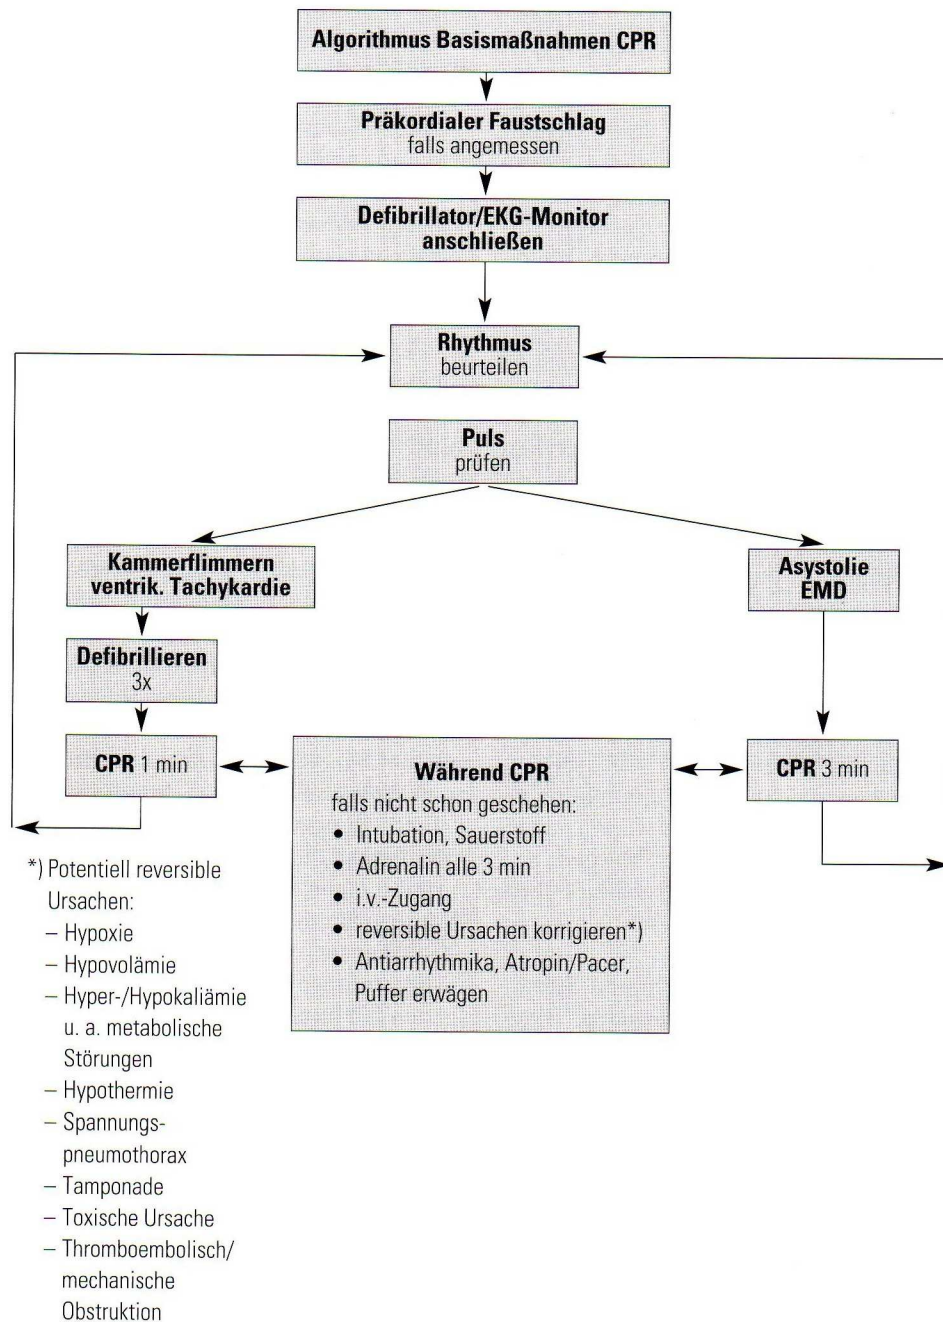 Algorithmus Basismaßnahmen CPR
Präkordialer Faustschlag
falls angemessen
Defibrillator/EKG-Monitor
anschließen
Rhythmus
beurteilen
Puls
prüfen
Kammerflimmern
ventrik. Tachykardie
Defibrillieren
3x
CPR 1 min
Asystolie
EMD
CPR 3 min
Während CPR
falls nicht schon geschehen:
• Intubation, Sauerstoff
• Adrenalin alle 3 min
• i.v.-Zugang
• reversible Ursachen korrigieren*)
• Antiarrhythmika, Atropin/Pacer,
Puffer erwägen
*) Potentiell reversible
Ursachen:
– Hypoxie
– Hypovolämie
– Hyper-/Hypokaliämie
u. a. metabolische
Störungen
– Hypothermie
– Spannungs-
pneumothorax
– Tamponade
– Toxische Ursache
– Thromboembolisch/
mechanische
Obstruktion